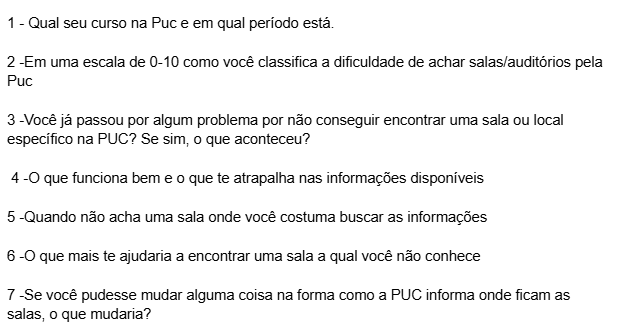 1 - Qual seu curso na Puc e em qual período está.
2 -Em uma escala de 0-10 como você classifica a dificuldade de achar salas/auditórios pela
Puc
3 -Você já passou por algum problema por não conseguir encontrar uma sala ou local
específico na PUC? Se sim, o que aconteceu?
4 -O que funciona bem e o que te atrapalha nas informações disponíveis
5 -Quando não acha uma sala onde você costuma buscar as informações
6 -O que mais te ajudaria a encontrar uma sala a qual você não conhece
7 -Se você pudesse mudar alguma coisa na forma como a PUC informa onde ficam as
salas, o que mudaria?